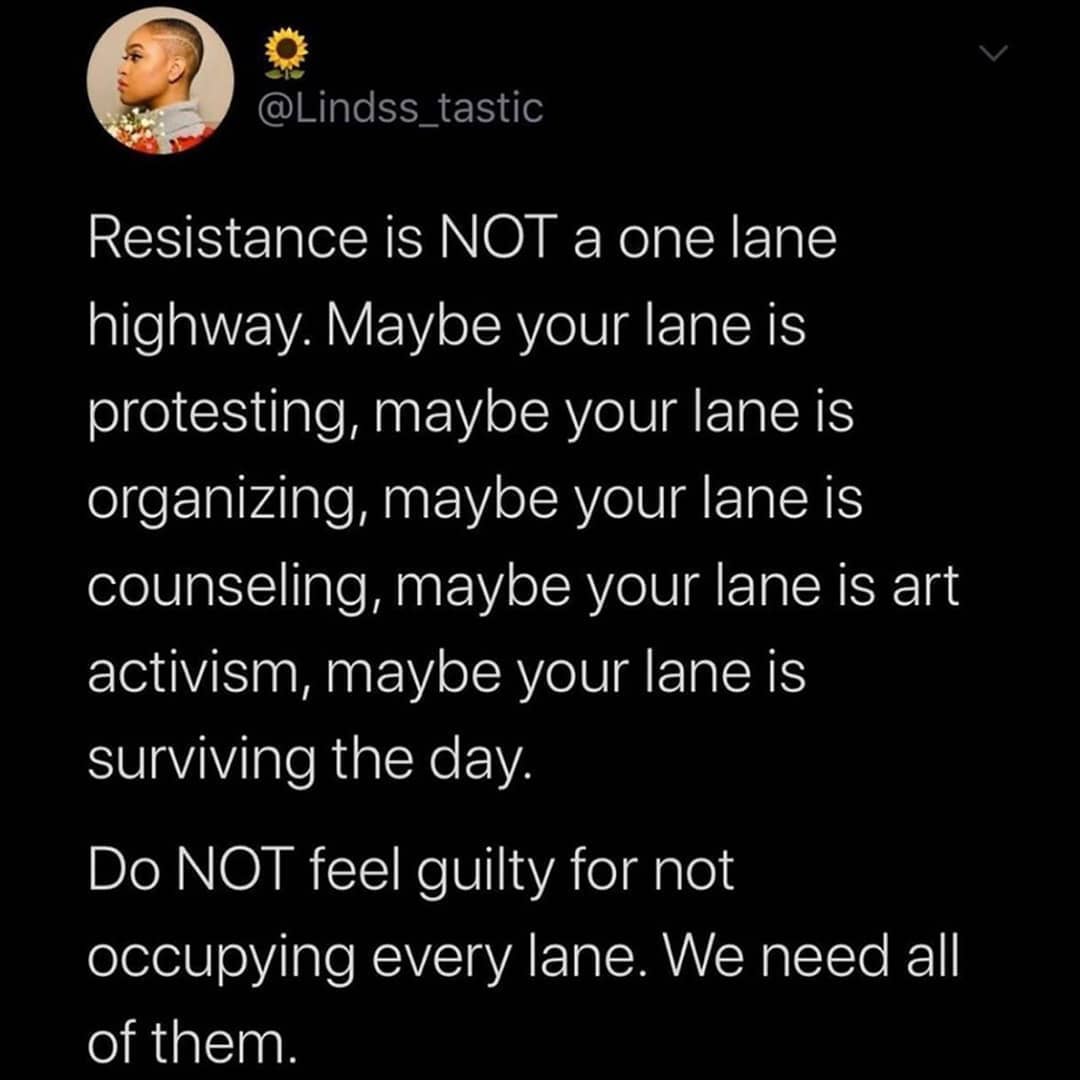 🌻
@Lindss_tastic
Resistance is NOT a one lane
highway. Maybe your lane is
protesting, maybe your lane is
organizing, maybe your lane is
counseling, maybe your lane is art
activism, maybe your lane is
surviving the day.
Do NOT feel guilty for not
occupying every lane. We need all
of them.